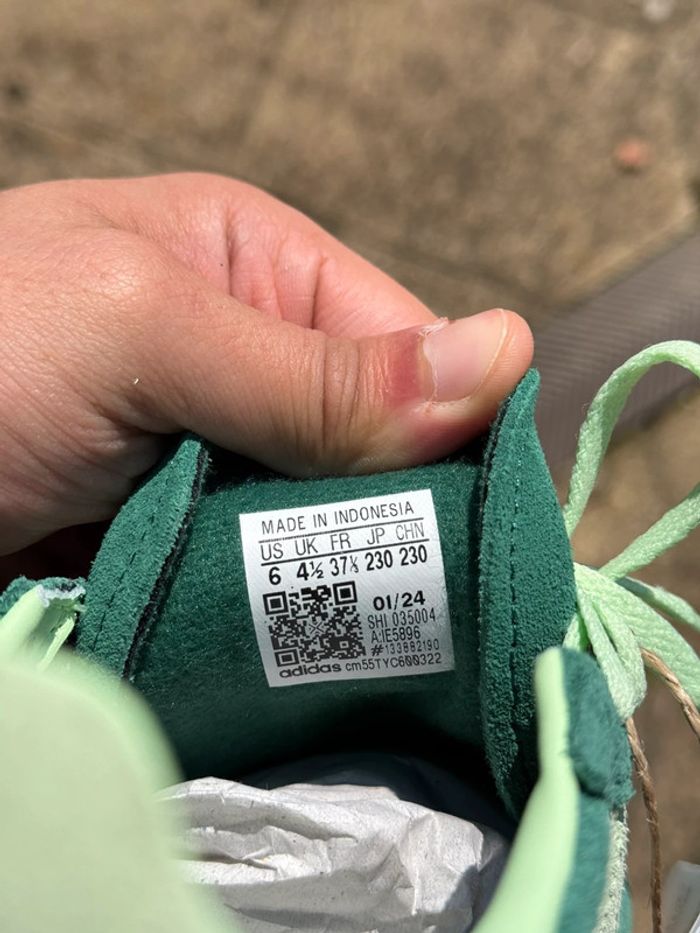 MADE IN INDONESIA
US UK FR JP CHN
6 4½ 37⅓ 230 230
01/24
SHI 035004
A:IE5896
#133882190
adidas cm55TYC600322